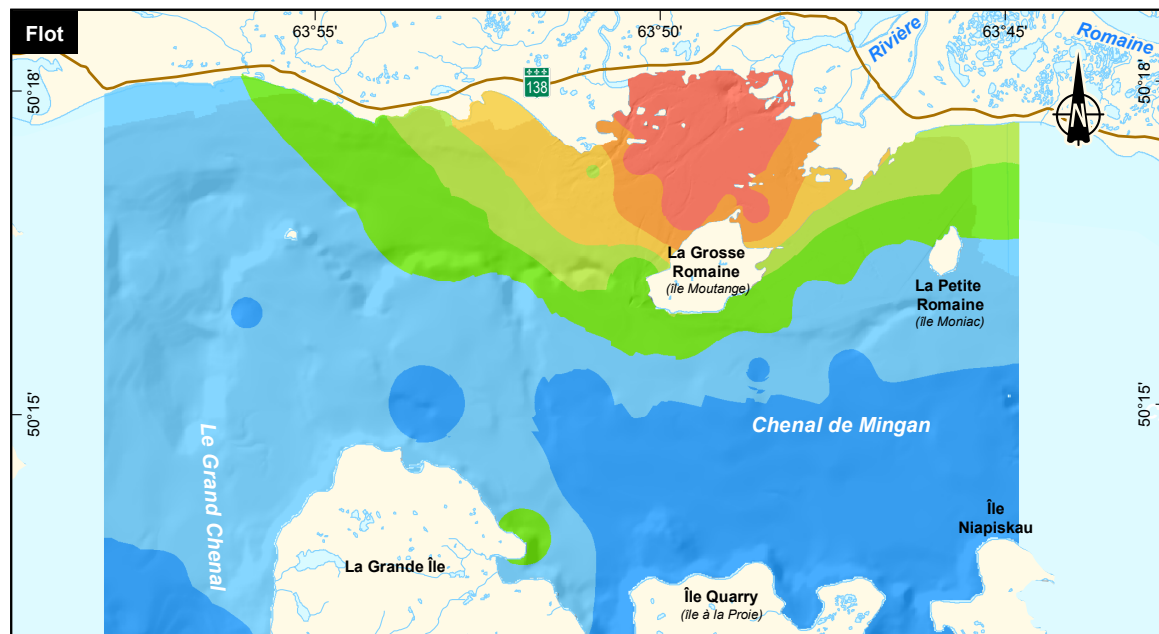 Flot
63°55'
63°50'
63°45'
Rivière
Romaine
138
50°18'
50°18'
N
La Grosse
Romaine
(île Moutange)
La Petite
Romaine
(île Moniac)
50°15'
50°15'
Chenal de Mingan
Le Grand Chenal
Île
Niapiskau
La Grande Île
Île Quarry
(île à la Proie)